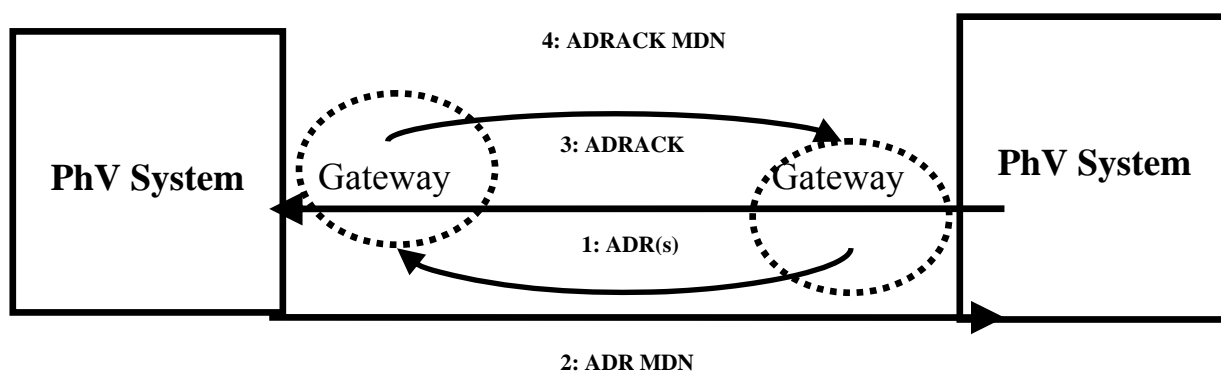 4: ADRACK MDN
3: ADRACK
PhV System
Gateway
Gateway
PhV System
1: ADR(s)
2: ADR MDN